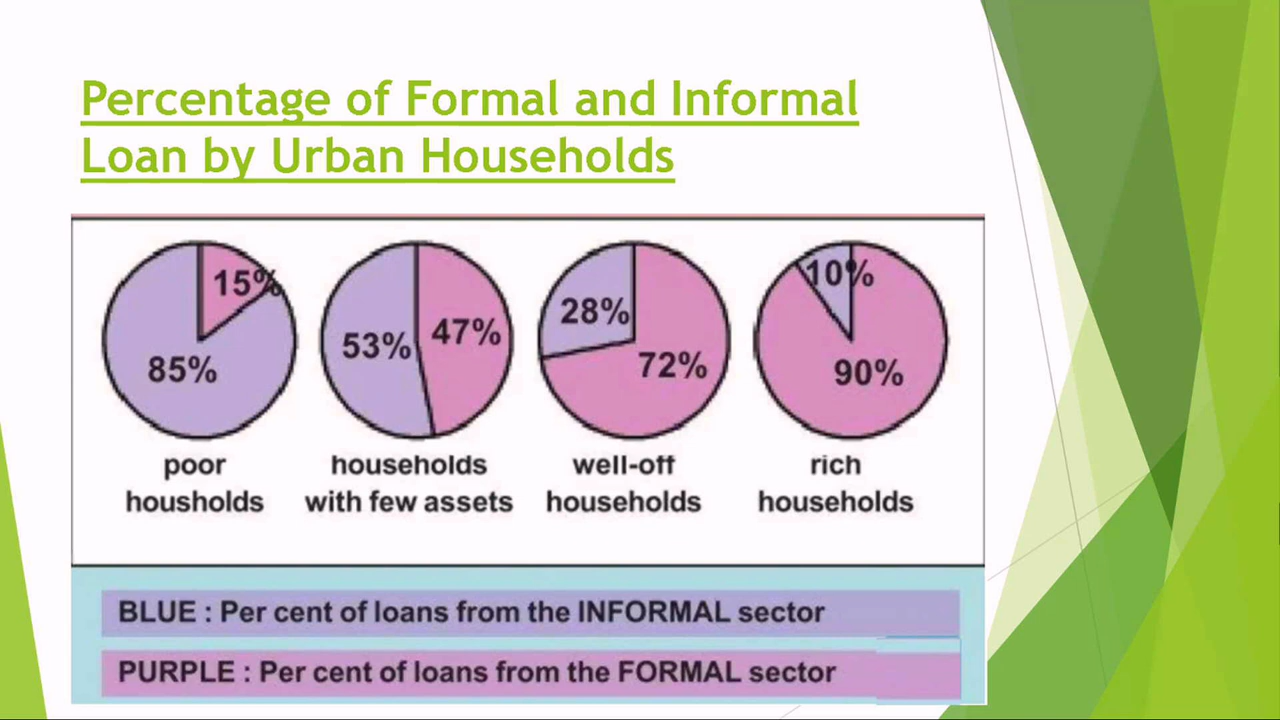 Percentage of Formal and Informal
Loan by Urban Households
15%
85%
53%
47%
28%
72%
10%
90%
poor
housholds
households
with few assets
well-off
households
rich
households
BLUE : Per cent of loans from the INFORMAL sector
PURPLE : Per cent of loans from the FORMAL sector